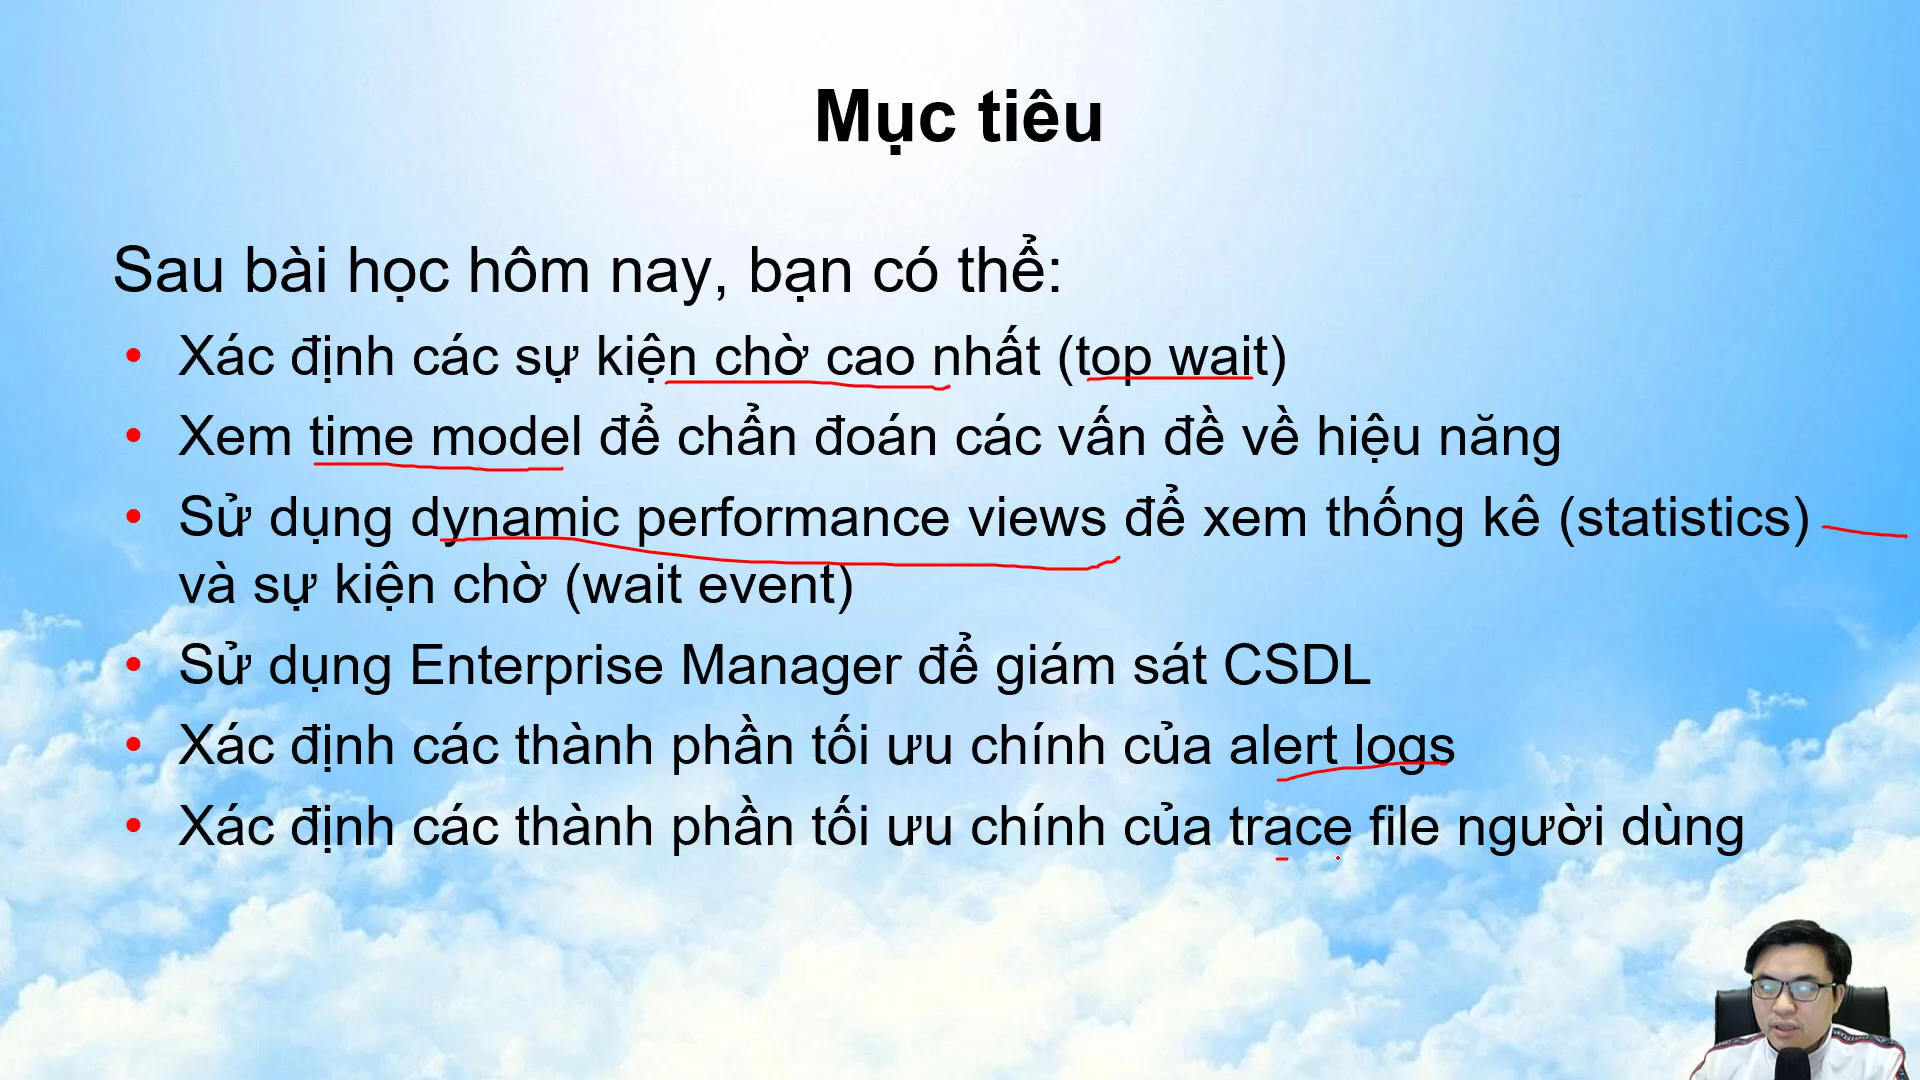 Mục tiêu
Sau bài học hôm nay, bạn có thể:
• Xác định các sự kiện chờ cao nhất (top wait)
• Xem time model để chẩn đoán các vấn đề về hiệu năng
• Sử dụng dynamic performance views để xem thống kê (statistics)
và sự kiện chờ (wait event)
• Sử dụng Enterprise Manager để giám sát CSDL
• Xác định các thành phần tối ưu chính của alert logs
• Xác định các thành phần tối ưu chính của trace file người dùng